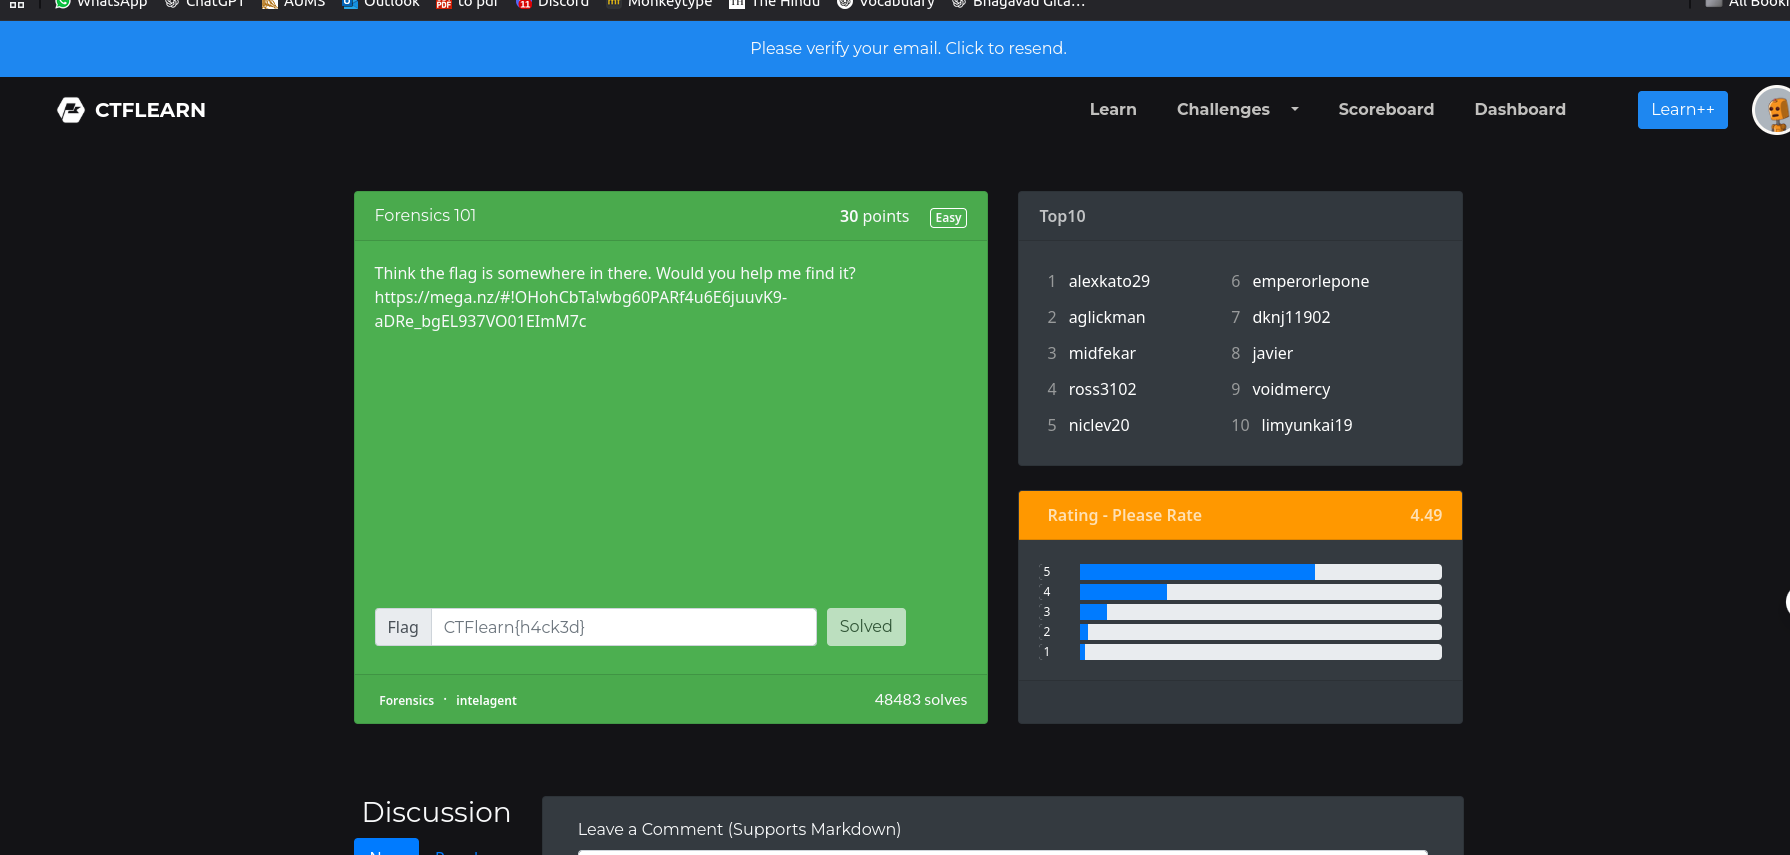 WhatsApp ChatGPT AUMS Outlook to pdf Discord Monkeytype The Hindu Vocabulary Bhagavad Gita...
Please verify your email. Click to resend.
CTFLEARN
Learn Challenges Scoreboard Dashboard Learn++
Forensics 101 30 points Easy
Think the flag is somewhere in there. Would you help me find it?
https://mega.nz/#!OHohCbTa!wbg60PARf4u6E6juuvK9-
aDRe_bgEL937VO01EImM7c
Flag CTFlearn{h4ck3d} Solved
Forensics · intelagent 48483 solves
Top10
1 alexkato29 6 emperorlepone
2 aglickman 7 dknj11902
3 midfekar 8 javier
4 ross3102 9 voidmercy
5 niclev20 10 limyunkai19
Rating - Please Rate 4.49
5
4
3
2
1
Discussion
Leave a Comment (Supports Markdown)